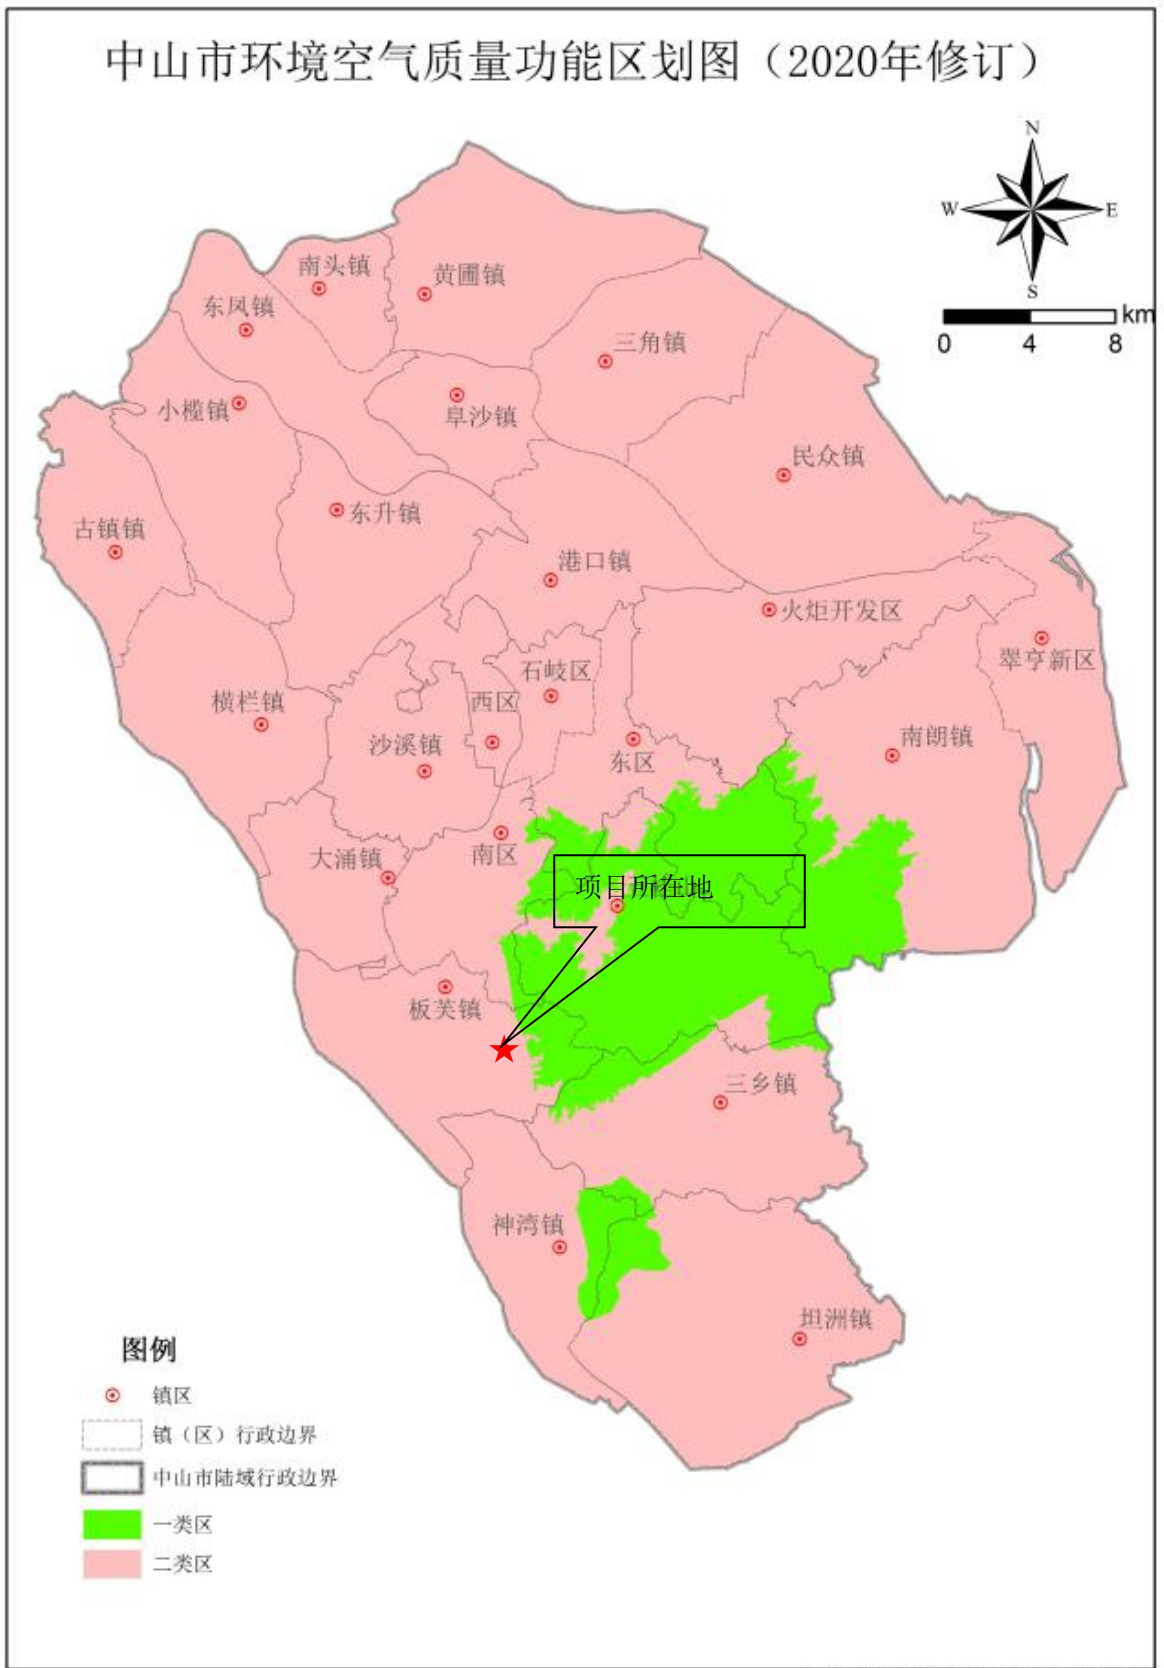 中山市环境空气质量功能区划图（2020年修订）
N
W
E
S
km
0
4
8
南头镇
黄圃镇
东凤镇
三角镇
小榄镇
阜沙镇
民众镇
东升镇
古镇镇
港口镇
火炬开发区
翠亨新区
石岐区
西区
横栏镇
沙溪镇
东区
南朗镇
南区
大涌镇
项目所在地
板芙镇
三乡镇
神湾镇
坦洲镇
图例
镇区
镇（区）行政边界
中山市陆域行政边界
一类区
二类区